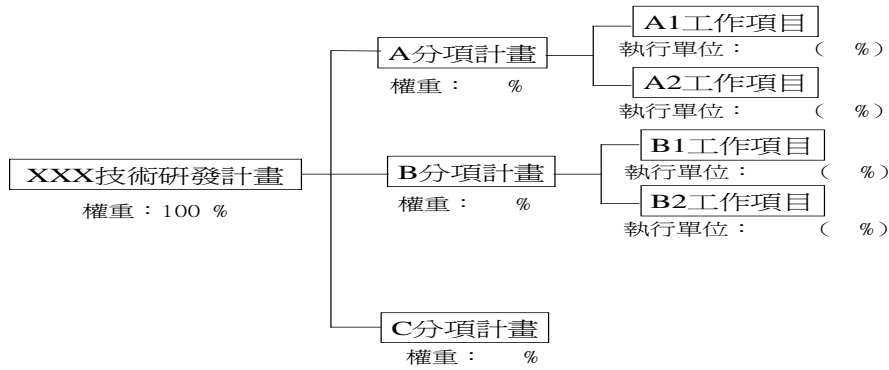 XXX技術研發計畫
權重：100 %
A分項計畫
權重： %
A1工作項目
執行單位： ( %)
A2工作項目
執行單位： ( %)
B分項計畫
權重： %
B1工作項目
執行單位： ( %)
B2工作項目
執行單位： ( %)
C分項計畫
權重： %